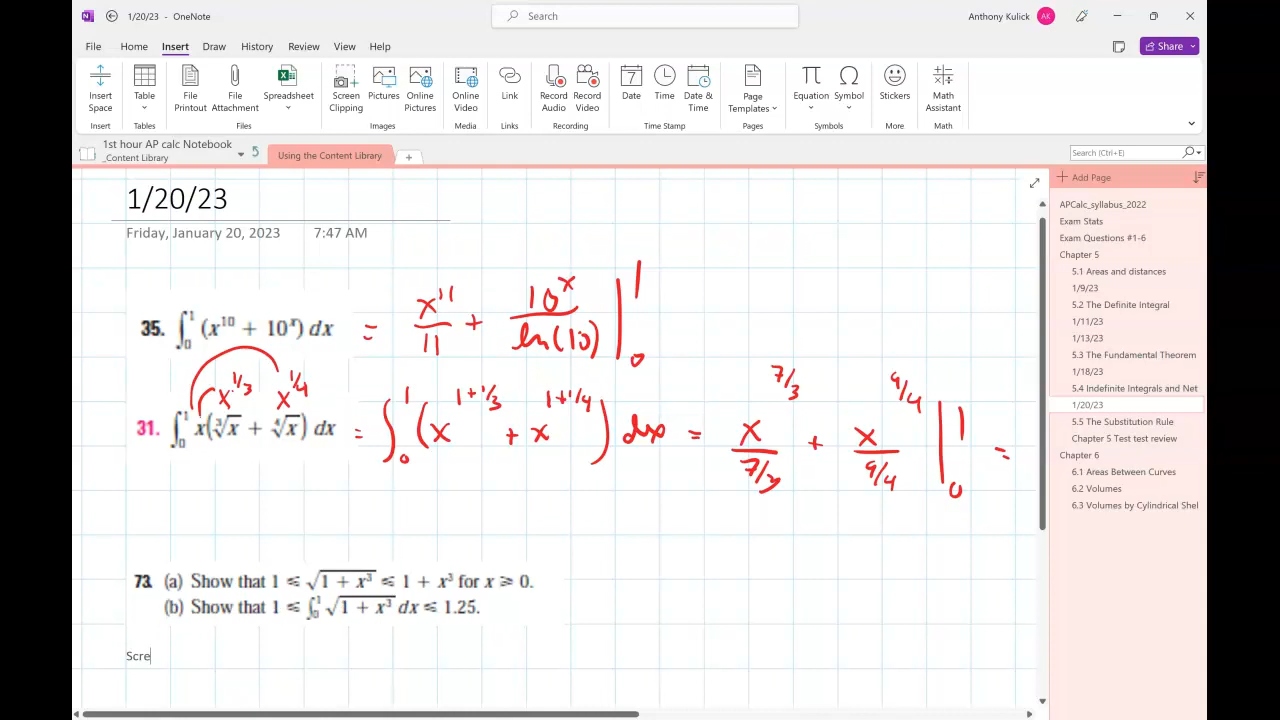 1/20/23 - OneNote
Search
Anthony Kulick AK
File Home Insert Draw History Review View Help
Share
Insert Space
Table
File Printout
File Attachment
Spreadsheet
Screen Clipping
Pictures
Online Pictures
Online Video
Link
Record Audio
Record Video
Date
Time
Date & Time
Page Templates
Equation
Symbol
Stickers
Math Assistant
Insert Tables Files Images Media Links Recording Time Stamp Pages Symbols More Math
1st hour AP calc Notebook
_Content Library
Using the Content Library
+
Search (Ctrl+E)
1/20/23
Friday, January 20, 2023 7:47 AM
35. ∫₀¹ (x¹⁰ + 10ˣ) dx = x¹¹/11 + 10ˣ/ln(10) |₀¹
x^1/3 x^1/4
31. ∫₀¹ x(∛x + ∜x) dx = ∫₀¹ (x^1+1/3 + x^1+1/4) dx = x^7/3 / 7/3 + x^9/4 / 9/4 |₀¹ =
73. (a) Show that 1 ⩽ √1 + x³ ⩽ 1 + x³ for x ⩾ 0.
(b) Show that 1 ⩽ ∫₀¹ √1 + x³ dx ⩽ 1.25.
Scre
Add Page
APCalc_syllabus_2022
Exam Stats
Exam Questions #1-6
Chapter 5
5.1 Areas and distances
1/9/23
5.2 The Definite Integral
1/11/23
1/13/23
5.3 The Fundamental Theorem
1/18/23
5.4 Indefinite Integrals and Net
1/20/23
5.5 The Substitution Rule
Chapter 5 Test test review
Chapter 6
6.1 Areas Between Curves
6.2 Volumes
6.3 Volumes by Cylindrical Shel